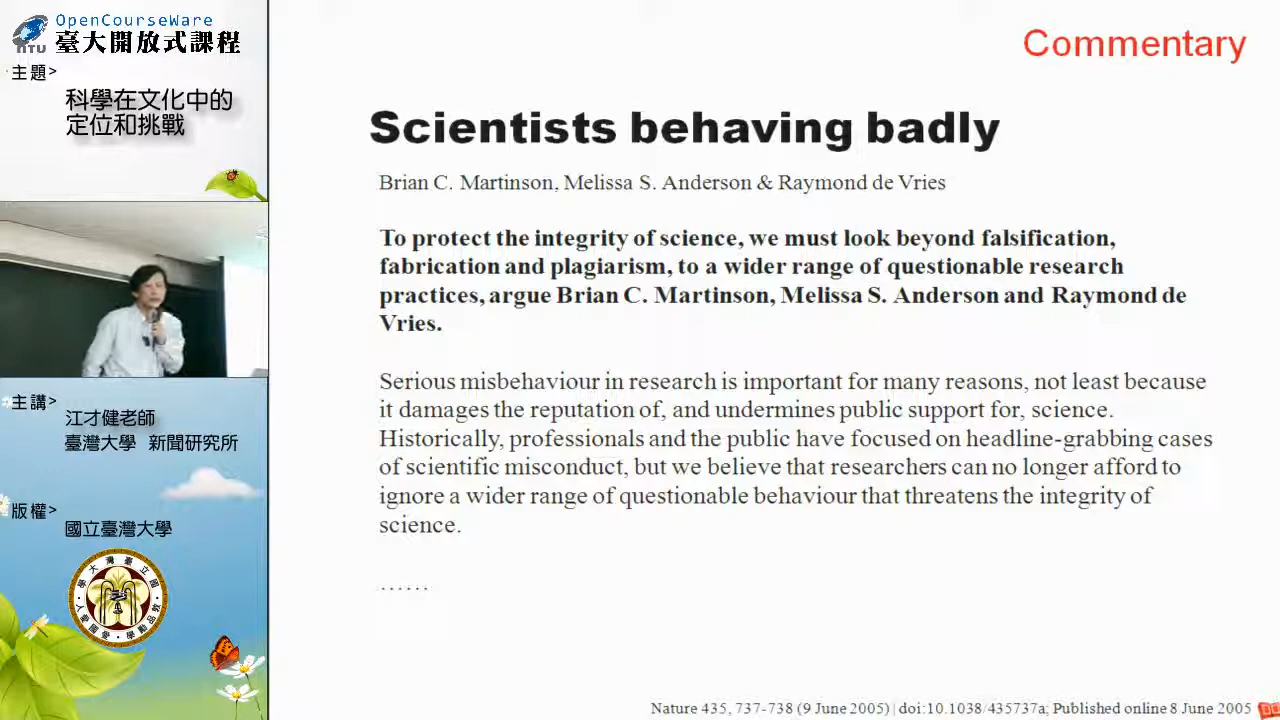 OpenCourseWare
NTU
臺大開放式課程
主題>
科學在文化中的
定位和挑戰
主講>
江才健老師
臺灣大學 新聞研究所
版權>
國立臺灣大學
Commentary
Scientists behaving badly
Brian C. Martinson, Melissa S. Anderson & Raymond de Vries
To protect the integrity of science, we must look beyond falsification,
fabrication and plagiarism, to a wider range of questionable research
practices, argue Brian C. Martinson, Melissa S. Anderson and Raymond de
Vries.
Serious misbehaviour in research is important for many reasons, not least because
it damages the reputation of, and undermines public support for, science.
Historically, professionals and the public have focused on headline-grabbing cases
of scientific misconduct, but we believe that researchers can no longer afford to
ignore a wider range of questionable behaviour that threatens the integrity of
science.
……
Nature 435, 737-738 (9 June 2005) | doi:10.1038/435737a; Published online 8 June 2005